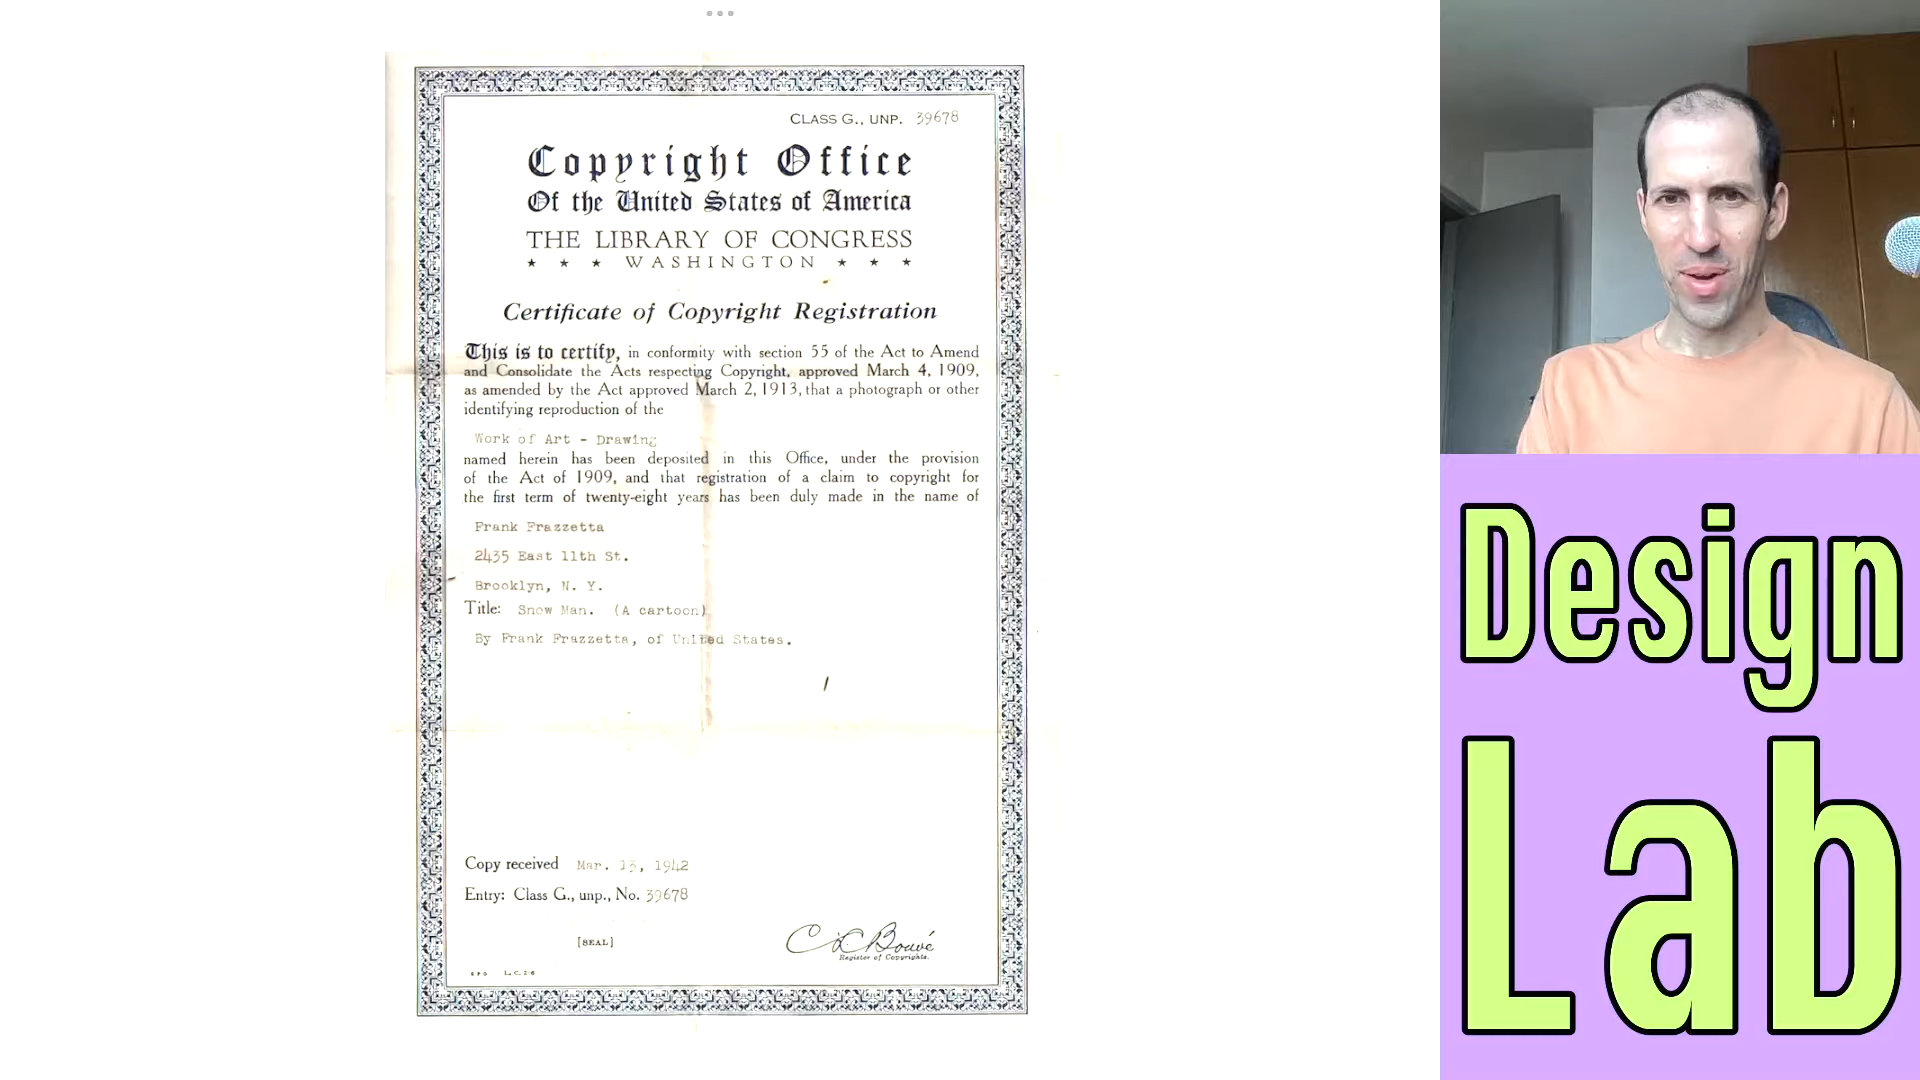 CLASS G., UNP. 39678
Copyright Office
Of the United States of America
THE LIBRARY OF CONGRESS
★ ★ ★ WASHINGTON ★ ★ ★
Certificate of Copyright Registration
This is to certify, in conformity with section 55 of the Act to Amend
and Consolidate the Acts respecting Copyright, approved March 4, 1909,
as amended by the Act approved March 2, 1913, that a photograph or other
identifying reproduction of the
Work of Art - Drawing
named herein has been deposited in this Office, under the provision
of the Act of 1909, and that registration of a claim to copyright for
the first term of twenty-eight years has been duly made in the name of
Frank Frazzetta
2435 East 11th St.
Brooklyn, N. Y.
Title: Snow Man. (A cartoon)
By Frank Frazzetta, of United States.
Copy received Mar. 13, 1942
Entry: Class G., unp., No. 39678
C L Bouvé
[SEAL]
Register of Copyrights.
GPO L.C. 2-6
Design
Lab